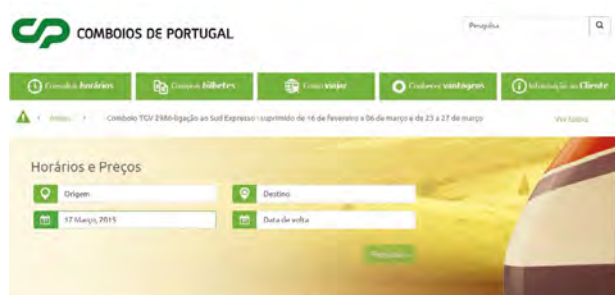 CP COMBOIOS DE PORTUGAL
Pesquisa
Consultar horários
Comprar bilhetes
Como viajar
Conhecer vantagens
Informação ao Cliente
Comboio TGV 2986-ligação ao Sud Expresso - suprimido de 16 de fevereiro a 06 de março e de 23 a 27 de março
Ver todos
Horários e Preços
Origem
Destino
17 Março, 2015
Data de volta